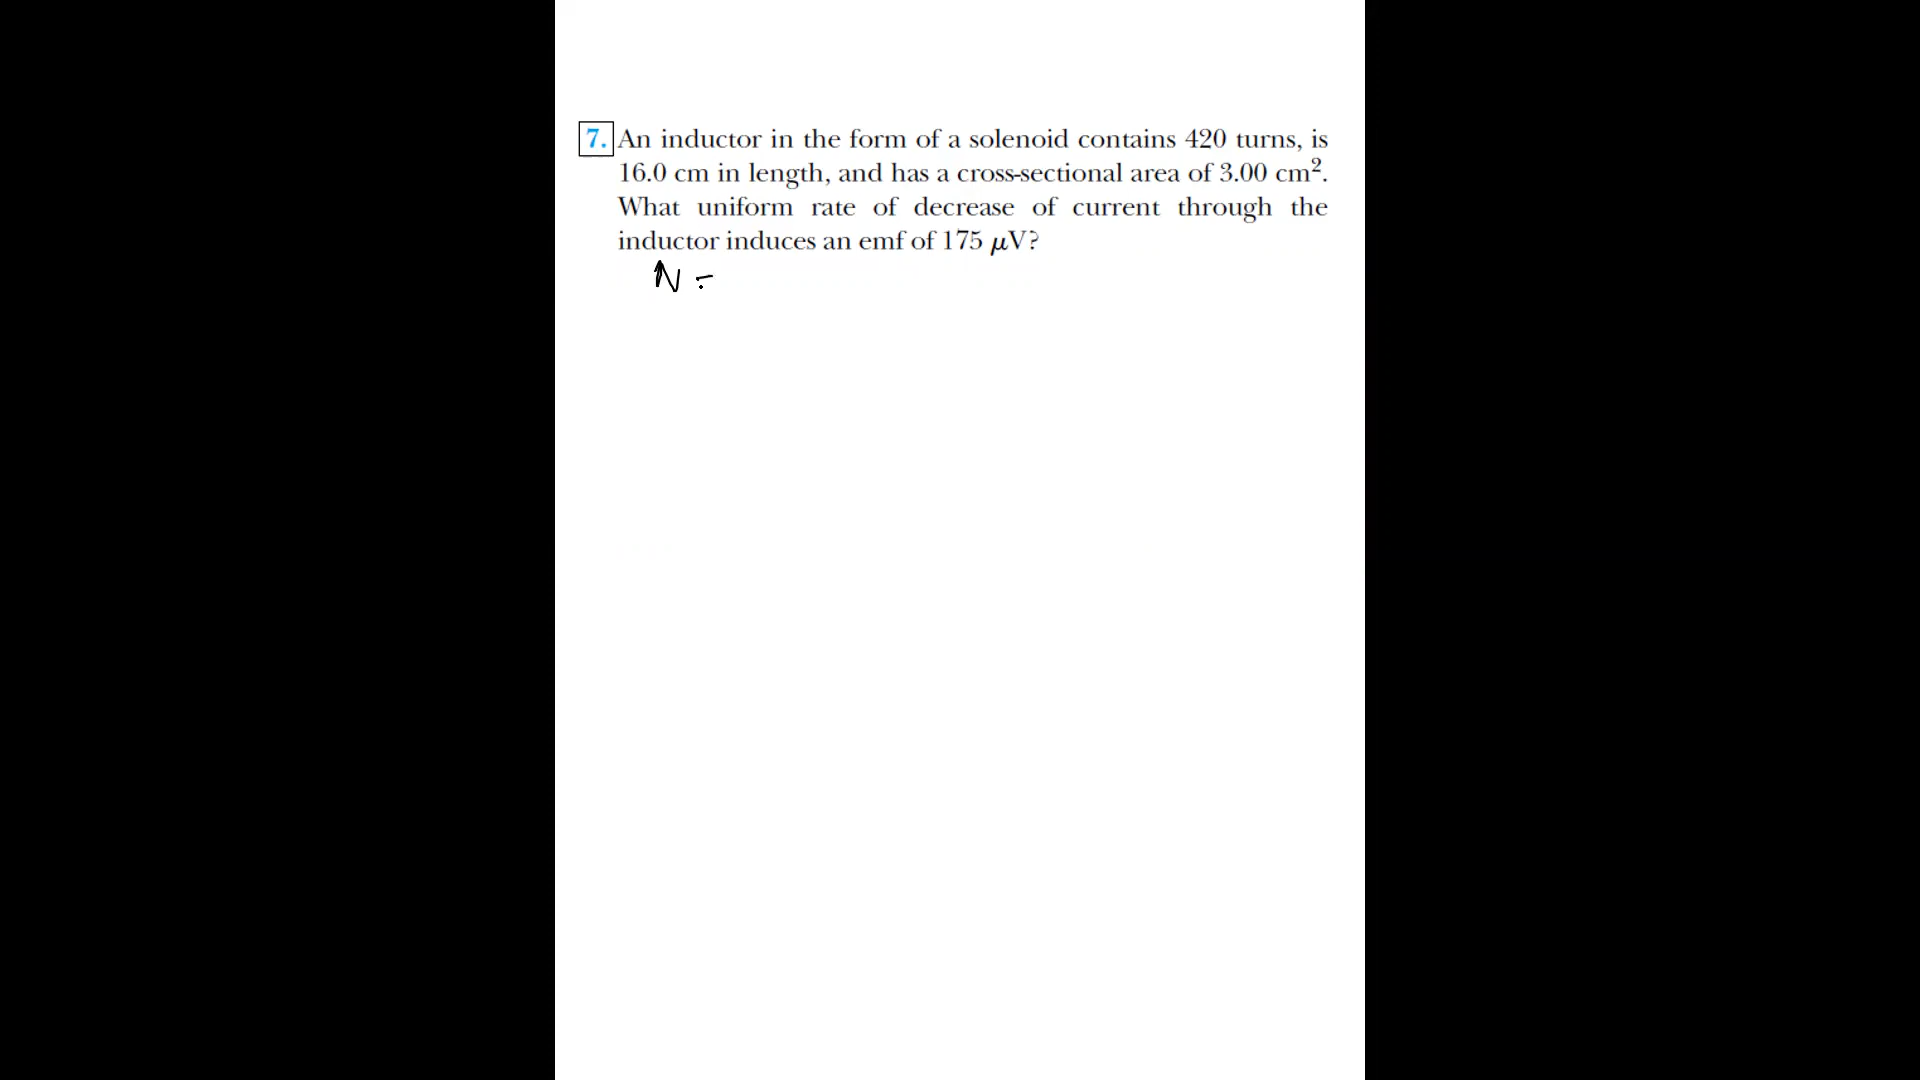 7. An inductor in the form of a solenoid contains 420 turns, is
16.0 cm in length, and has a cross-sectional area of 3.00 cm².
What uniform rate of decrease of current through the
inductor induces an emf of 175 μV?
N =